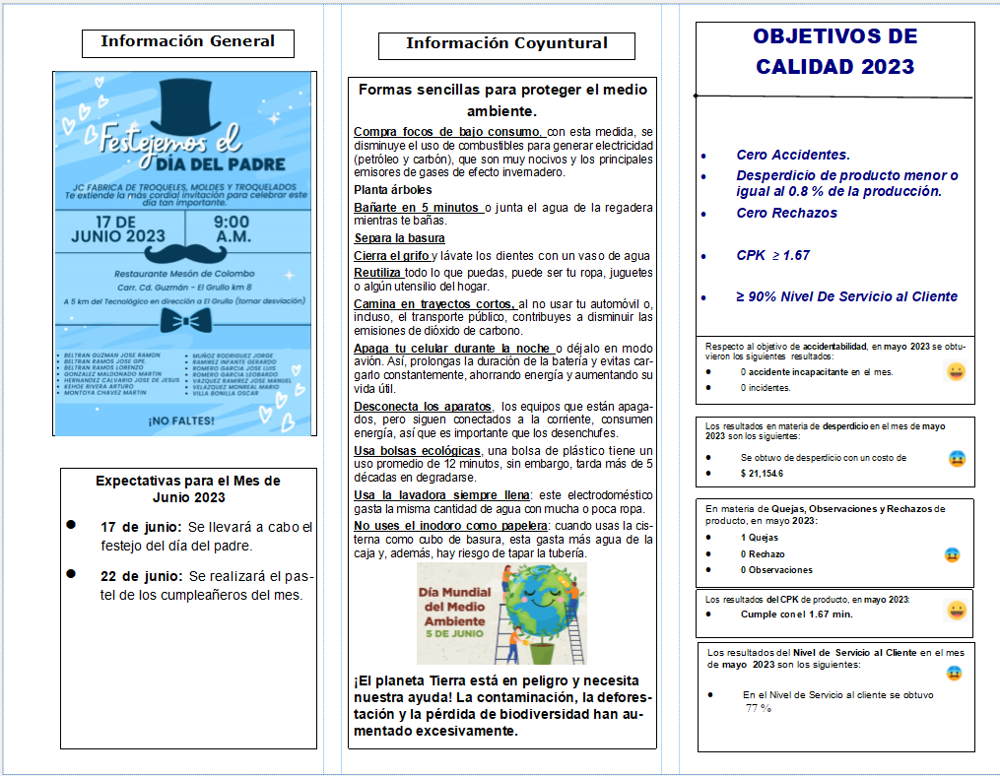 Información General
Festejemos el
DÍA DEL PADRE
JC FABRICA DE TROQUELES, MOLDES Y TROQUELADOS
Te extiende la más cordial invitación para celebrar este
día tan importante.
17 DE
JUNIO 2023
9:00
A.M.
Restaurante Mesón de Colombo
Carr. Cd. Guzmán - El Grullo km 8
A 5 km del Tecnológico en dirección a El Grullo (tomar desviación)
• BELTRAN GUZMAN JOSE RAMON
• BELTRAN RAMOS JOSE GPE.
• BELTRAN RAMOS LORENZO
• GONZALEZ MALDONADO MARTIN
• HERNANDEZ CALVARIO JOSE DE JESUS
• KEHOE RIVERA ARTURO
• MONTOYA CHAVEZ MARTIN
• MUÑOZ RODRIGUEZ JORGE
• RAMIREZ INFANTE GERARDO
• ROMERO GARCIA JOSE LUIS
• ROMERO GARCIA LEOBARDO
• VAZQUEZ RAMIREZ JOSE MANUEL
• VELAZQUEZ MONREAL MARIO
• VILLA BONILLA OSCAR
¡NO FALTES!
Expectativas para el Mes de
Junio 2023
● 17 de junio: Se llevará a cabo el
festejo del día del padre.
● 22 de junio: Se realizará el pas-
tel de los cumpleañeros del mes.
Información Coyuntural
Formas sencillas para proteger el medio
ambiente.
Compra focos de bajo consumo, con esta medida, se
disminuye el uso de combustibles para generar electricidad
(petróleo y carbón), que son muy nocivos y los principales
emisores de gases de efecto invernadero.
Planta árboles
Bañarte en 5 minutos o junta el agua de la regadera
mientras te bañas.
Separa la basura
Cierra el grifo y lávate los dientes con un vaso de agua
Reutiliza todo lo que puedas, puede ser tu ropa, juguetes
o algún utensilio del hogar.
Camina en trayectos cortos, al no usar tu automóvil o,
incluso, el transporte público, contribuyes a disminuir las
emisiones de dióxido de carbono.
Apaga tu celular durante la noche o déjalo en modo
avión. Así, prolongas la duración de la batería y evitas car-
garlo constantemente, ahorrando energía y aumentando su
vida útil.
Desconecta los aparatos, los equipos que están apaga-
dos, pero siguen conectados a la corriente, consumen
energía, así que es importante que los desenchufes.
Usa bolsas ecológicas, una bolsa de plástico tiene un
uso promedio de 12 minutos, sin embargo, tarda más de 5
décadas en degradarse.
Usa la lavadora siempre llena: este electrodoméstico
gasta la misma cantidad de agua con mucha o poca ropa.
No uses el inodoro como papelera: cuando usas la cis-
terna como cubo de basura, esta gasta más agua de la
caja y, además, hay riesgo de tapar la tubería.
Día Mundial
del Medio
Ambiente
5 DE JUNIO
¡El planeta Tierra está en peligro y necesita
nuestra ayuda! La contaminación, la defores-
tación y la pérdida de biodiversidad han au-
mentado excesivamente.
OBJETIVOS DE
CALIDAD 2023
• Cero Accidentes.
• Desperdicio de producto menor o
igual al 0.8 % de la producción.
• Cero Rechazos
• CPK ≥ 1.67
• ≥ 90% Nivel De Servicio al Cliente
Respecto al objetivo de accidentabilidad, en mayo 2023 se obtu-
vieron los siguientes resultados:
● 0 accidente incapacitante en el mes.
● 0 incidentes.
Los resultados en materia de desperdicio en el mes de mayo
2023 son los siguientes:
● Se obtuvo de desperdicio con un costo de
● $ 21,154.6
En materia de Quejas, Observaciones y Rechazos de
producto, en mayo 2023:
● 1 Quejas
● 0 Rechazo
● 0 Observaciones
Los resultados del CPK de producto, en mayo 2023:
● Cumple con el 1.67 min.
Los resultados del Nivel de Servicio al Cliente en el mes
de mayo 2023 son los siguientes:
● En el Nivel de Servicio al cliente se obtuvo
77 %